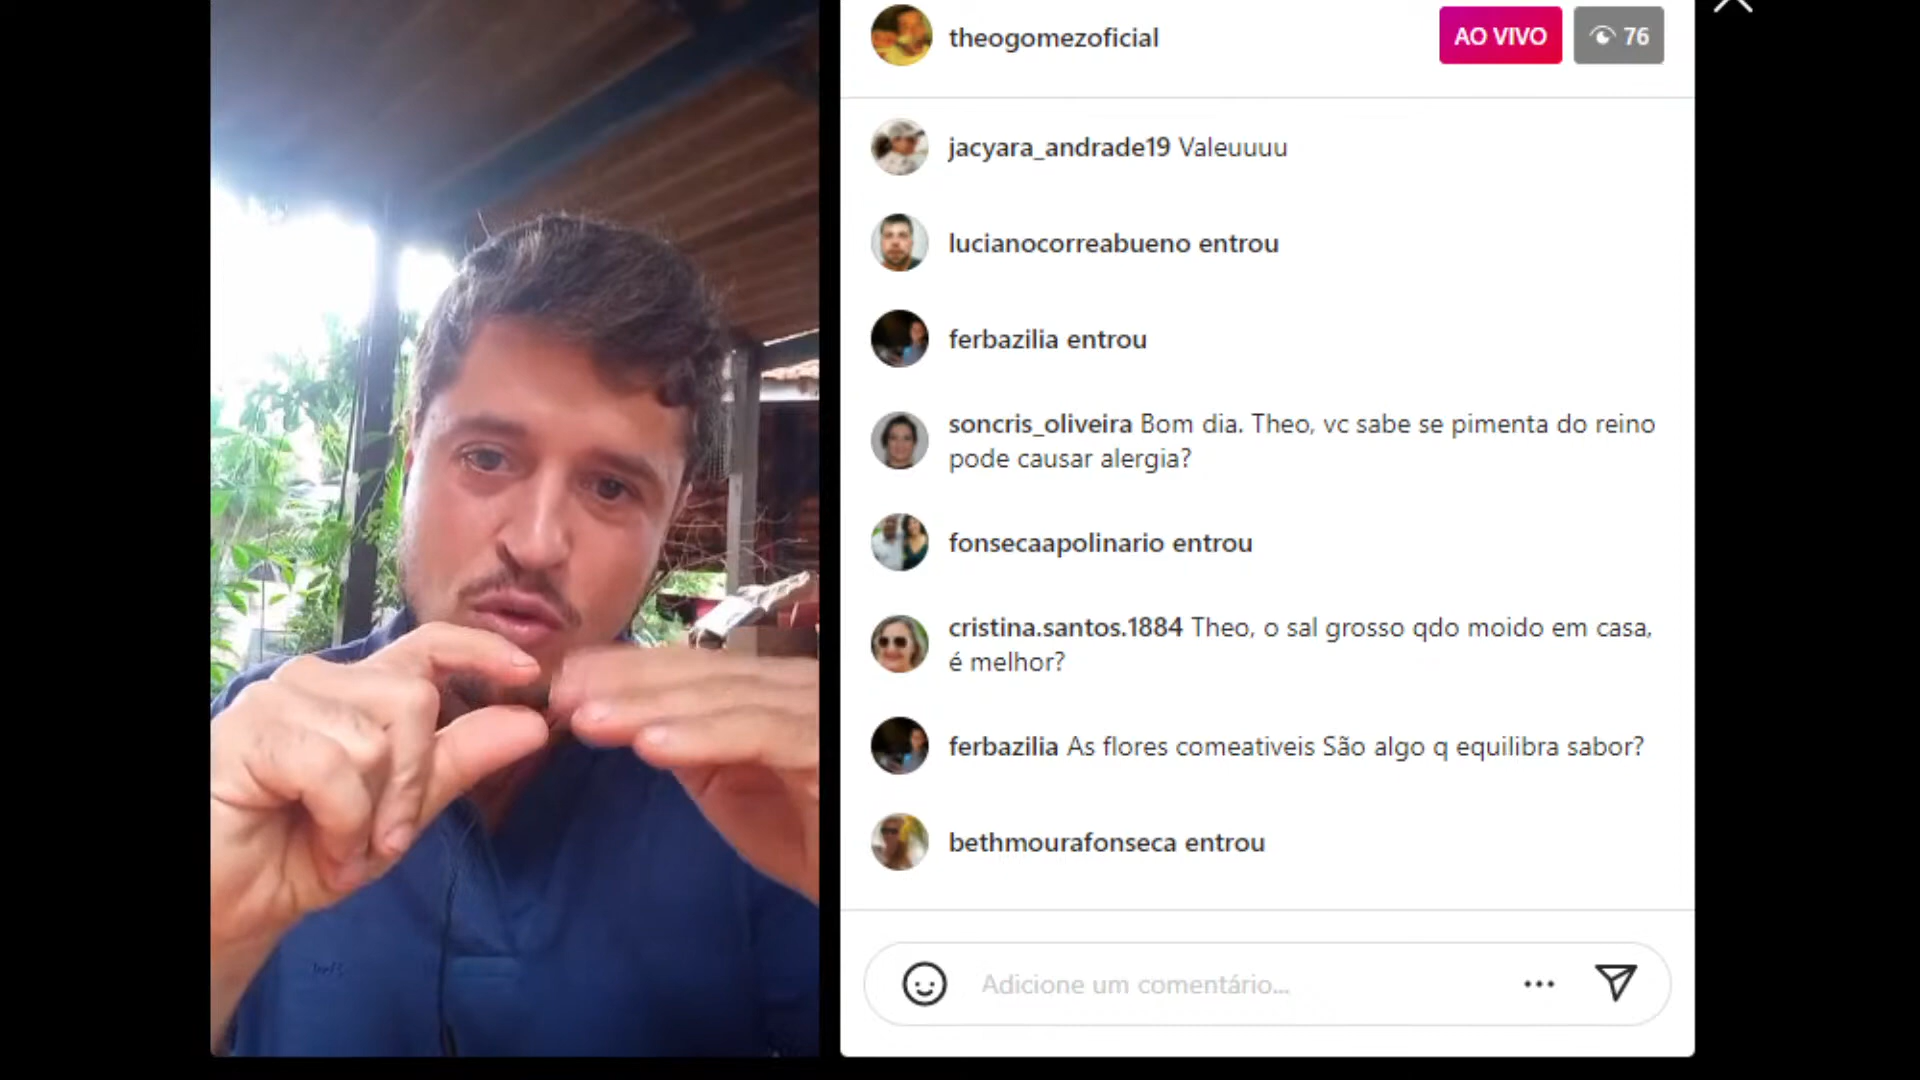 theogomezoficial
AO VIVO
76
jacyara_andrade19 Valeuuuu
lucianocorreabueno entrou
ferbazilia entrou
soncris_oliveira Bom dia. Theo, vc sabe se pimenta do reino
pode causar alergia?
fonsecaapolinario entrou
cristina.santos.1884 Theo, o sal grosso qdo moido em casa,
é melhor?
ferbazilia As flores comeativeis São algo q equilibra sabor?
bethmourafonseca entrou
Adicione um comentário...